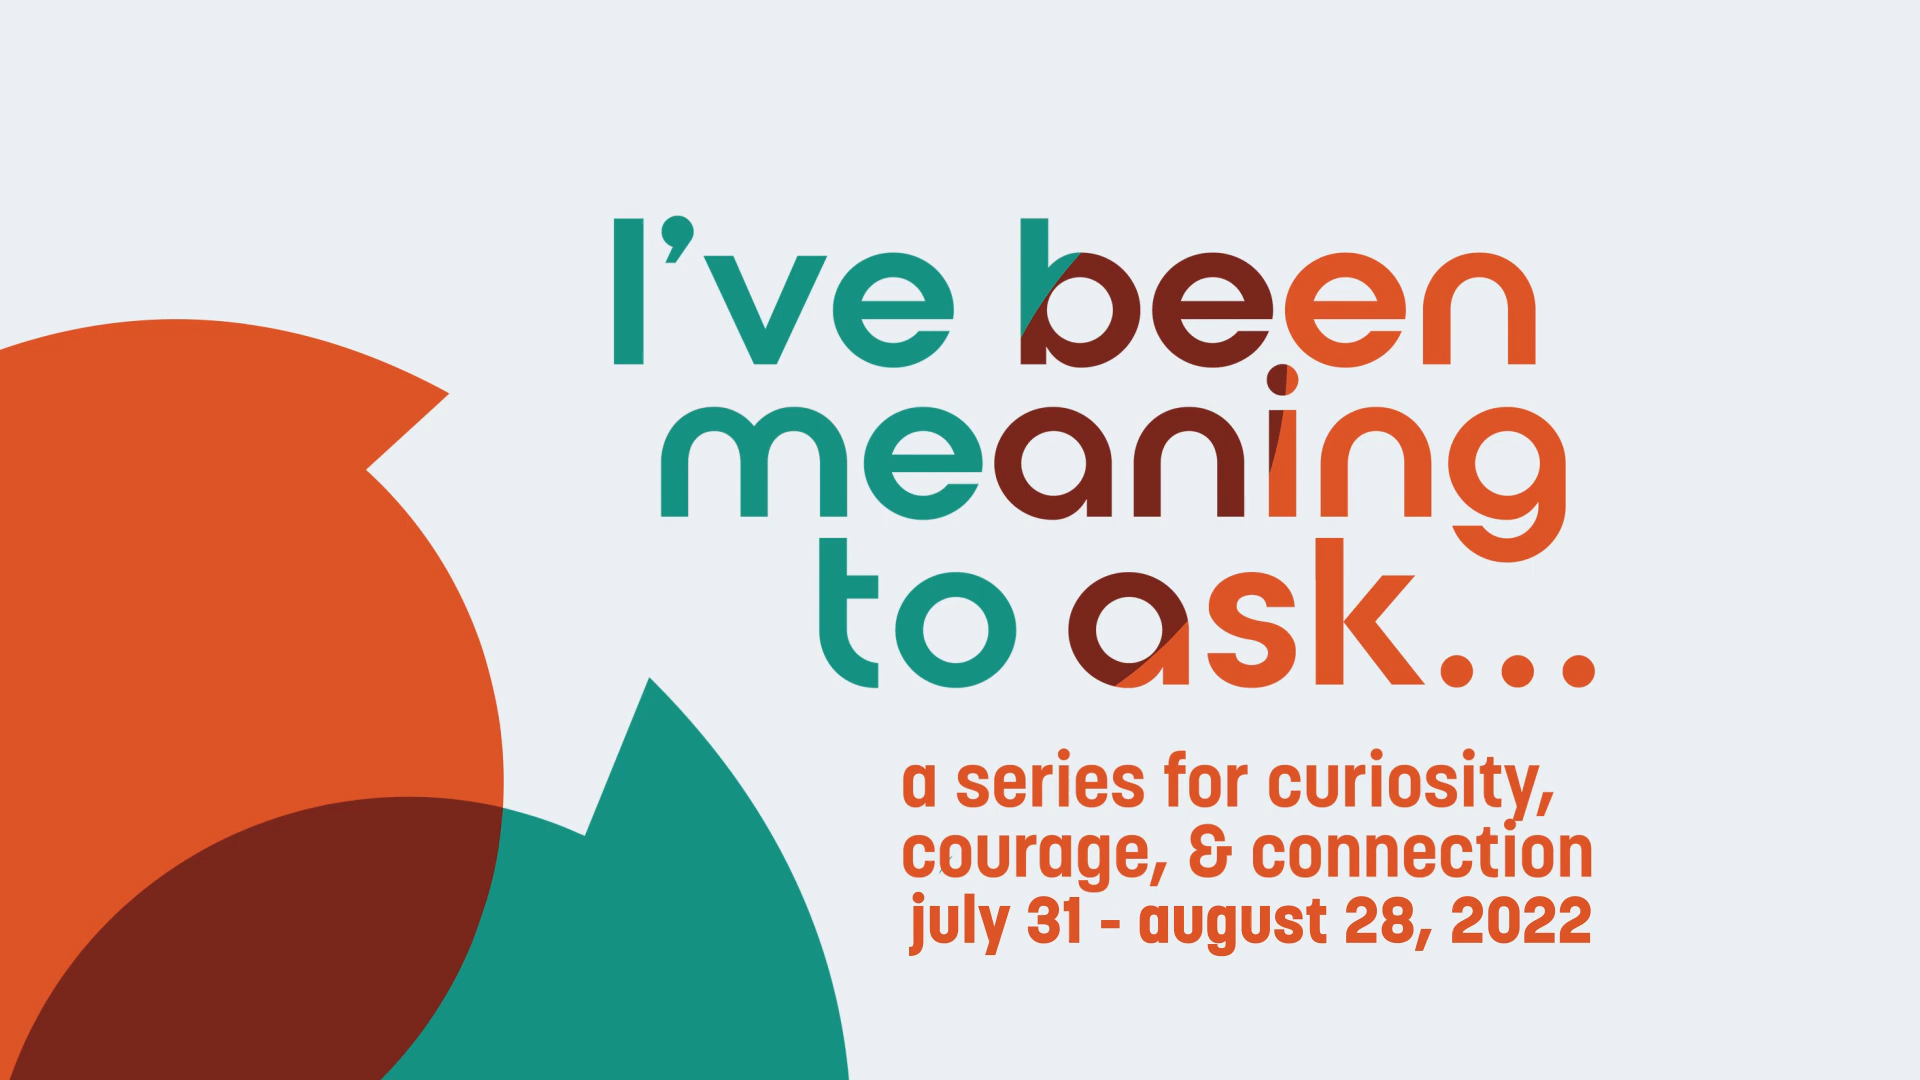 I've been
meaning
to ask...
a series for curiosity,
courage, & connection
july 31 - august 28, 2022